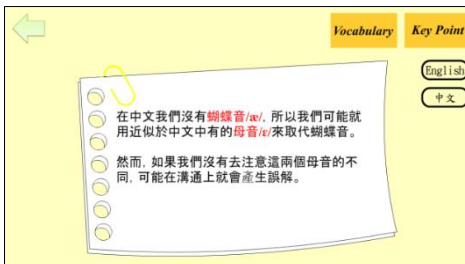 Vocabulary
Key Point
English
中文
在中文我們沒有蝴蝶音/æ/, 所以我們可能就
用近似於中文中有的母音/ε/來取代蝴蝶音。
然而, 如果我們沒有去注意這兩個母音的不
同, 可能在溝通上就會產生誤解。